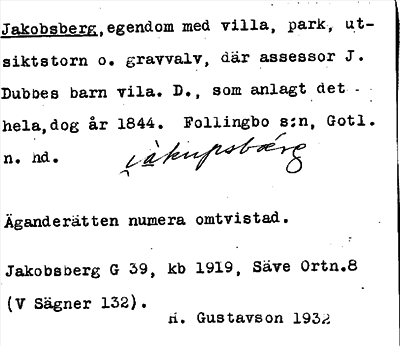 Jakobsberg, egendom med villa, park, ut-
siktstorn o. gravvalv, där assessor J.
Dubbes barn vila. D., som anlagt det
hela, dog år 1844. Follingbo s:n, Gotl.
n. hd. jàkupsbærg
Äganderätten numera omtvistad.
Jakobsberg G 39, kb 1919, Säve Ortn.8
(V Sägner 132).
H. Gustavson 1932